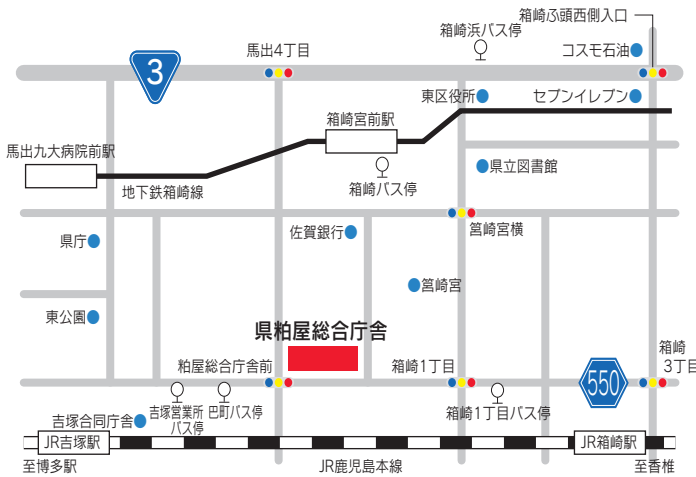 箱崎ふ頭西側入口
箱崎浜バス停
馬出4丁目
コスモ石油
3
東区役所
セブンイレブン
箱崎宮前駅
馬出九大病院前駅
県立図書館
箱崎バス停
地下鉄箱崎線
佐賀銀行
筥崎宮横
県庁
筥崎宮
東公園
県粕屋総合庁舎
粕屋総合庁舎前
箱崎1丁目
箱崎
3丁目
550
吉塚営業所
バス停
巴町バス停
箱崎1丁目バス停
吉塚合同庁舎
JR吉塚駅
JR箱崎駅
至博多駅
JR鹿児島本線
至香椎